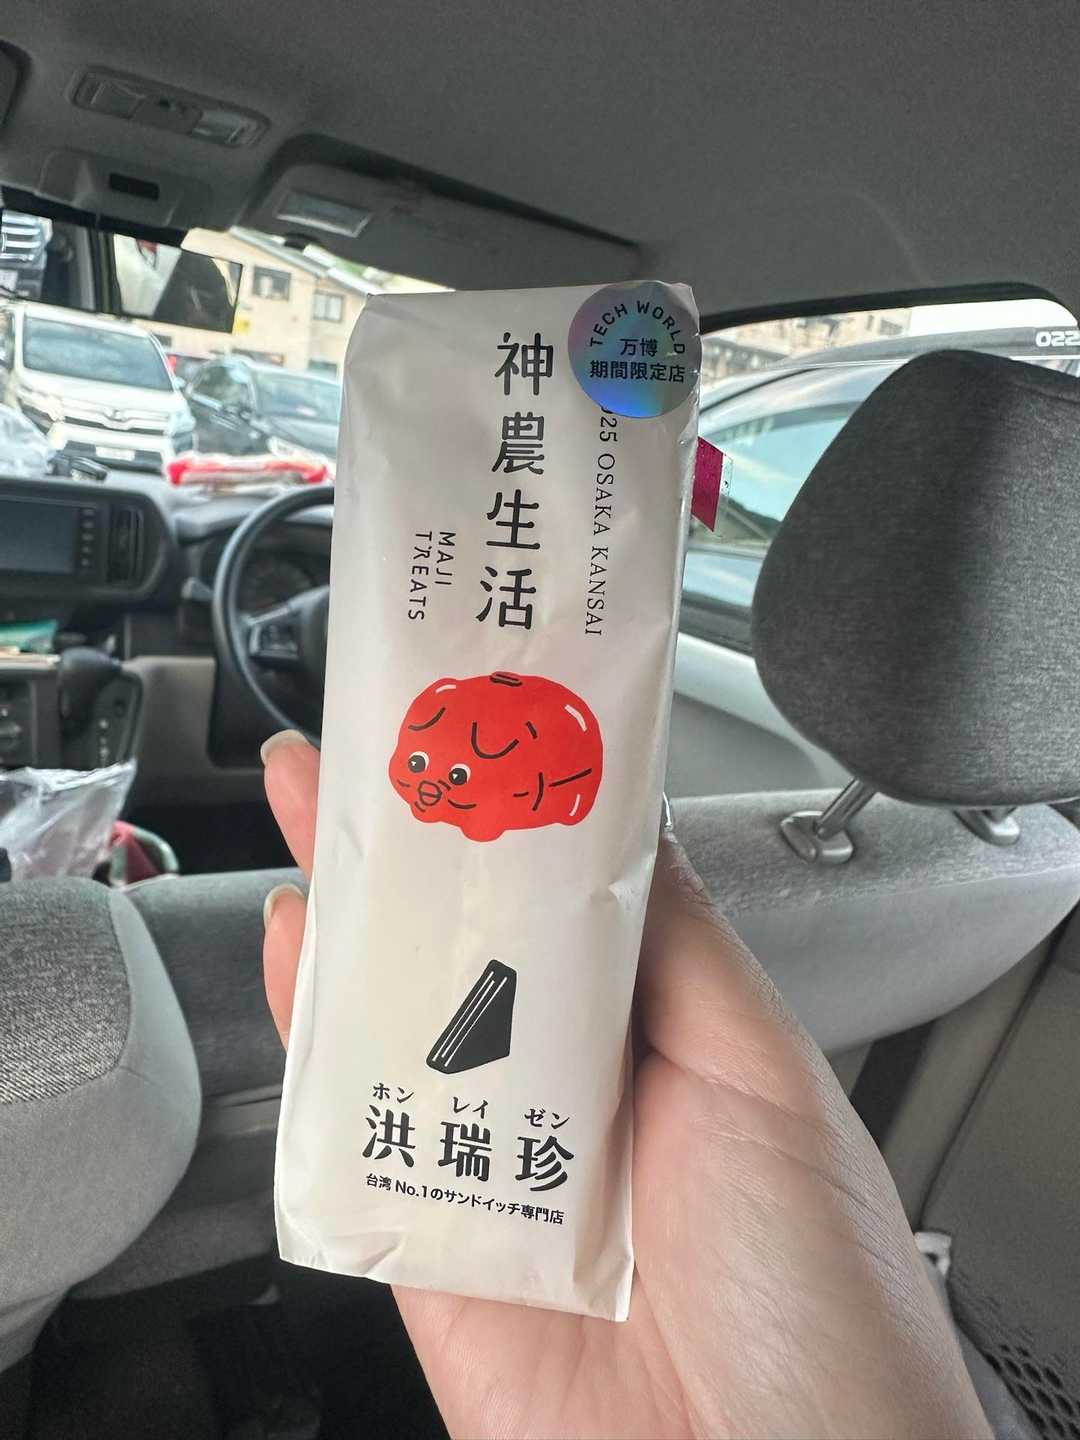 TECH WORLD
万博
期間限定店
025 OSAKA KANSAI
神農生活
MAJI
TREATS
ホン レイ ゼン
洪瑞珍
台湾 No.1のサンドイッチ専門店
022